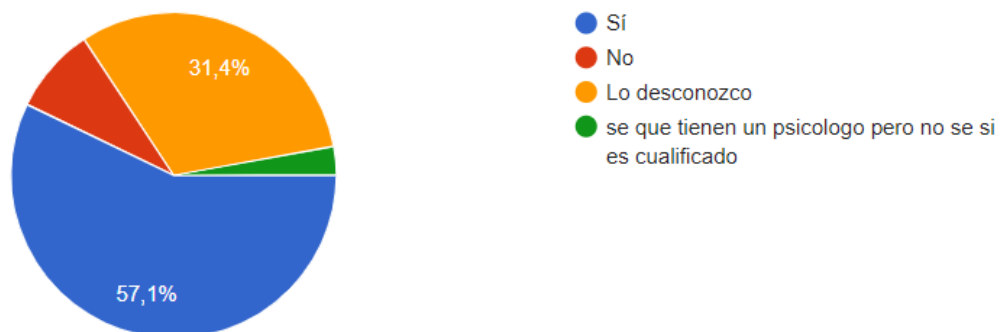 Sí
No
Lo desconozco
se que tienen un psicologo pero no se si
es cualificado
31,4%
57,1%